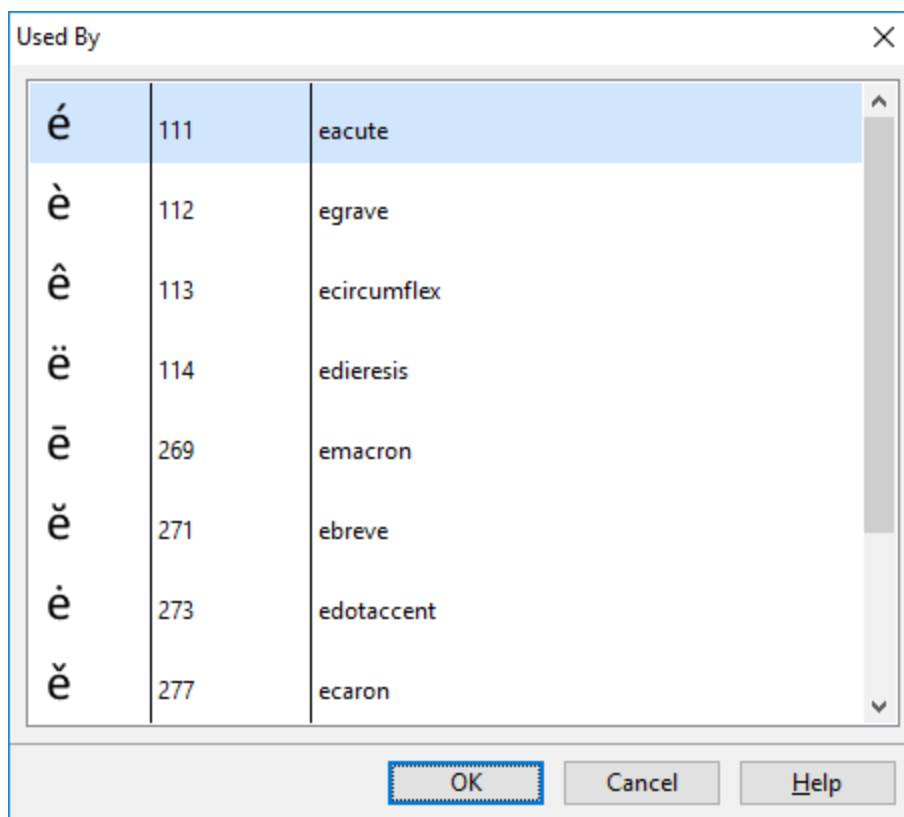 Used By
é 111 eacute
è 112 egrave
ê 113 ecircumflex
ë 114 edieresis
ē 269 emacron
ĕ 271 ebreve
ė 273 edotaccent
ě 277 ecaron
OK Cancel Help